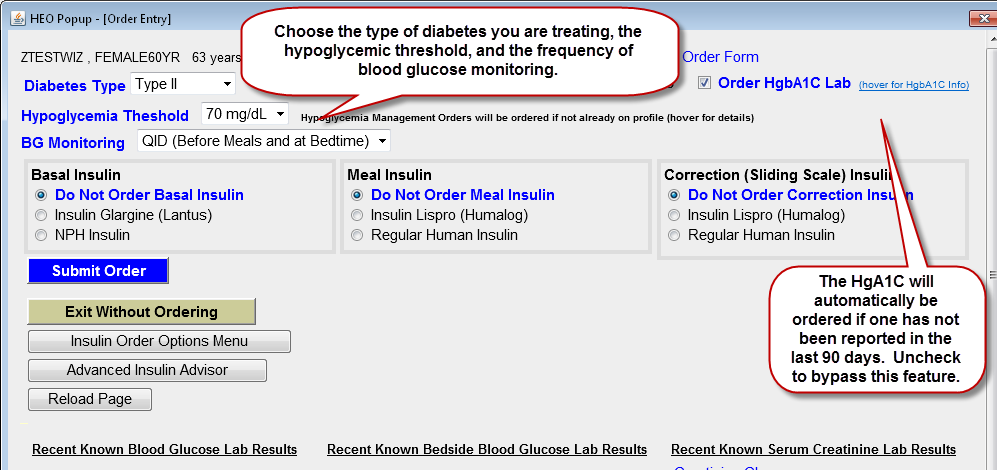 HEO Popup - [Order Entry]
Choose the type of diabetes you are treating, the
hypoglycemic threshold, and the frequency of
blood glucose monitoring.
ZTESTWIZ , FEMALE60YR 63 years
Order Form
Diabetes Type Type II
Order HgbA1C Lab (hover for HgbA1C Info)
Hypoglycemia Theshold 70 mg/dL Hypoglycemia Management Orders will be ordered if not already on profile (hover for details)
BG Monitoring QID (Before Meals and at Bedtime)
Basal Insulin
Do Not Order Basal Insulin
Insulin Glargine (Lantus)
NPH Insulin
Meal Insulin
Do Not Order Meal Insulin
Insulin Lispro (Humalog)
Regular Human Insulin
Correction (Sliding Scale) Insulin
Do Not Order Correction Insulin
Insulin Lispro (Humalog)
Regular Human Insulin
Submit Order
Exit Without Ordering
Insulin Order Options Menu
Advanced Insulin Advisor
Reload Page
The HgA1C will
automatically be
ordered if one has not
been reported in the
last 90 days. Uncheck
to bypass this feature.
Recent Known Blood Glucose Lab Results
Recent Known Bedside Blood Glucose Lab Results
Recent Known Serum Creatinine Lab Results